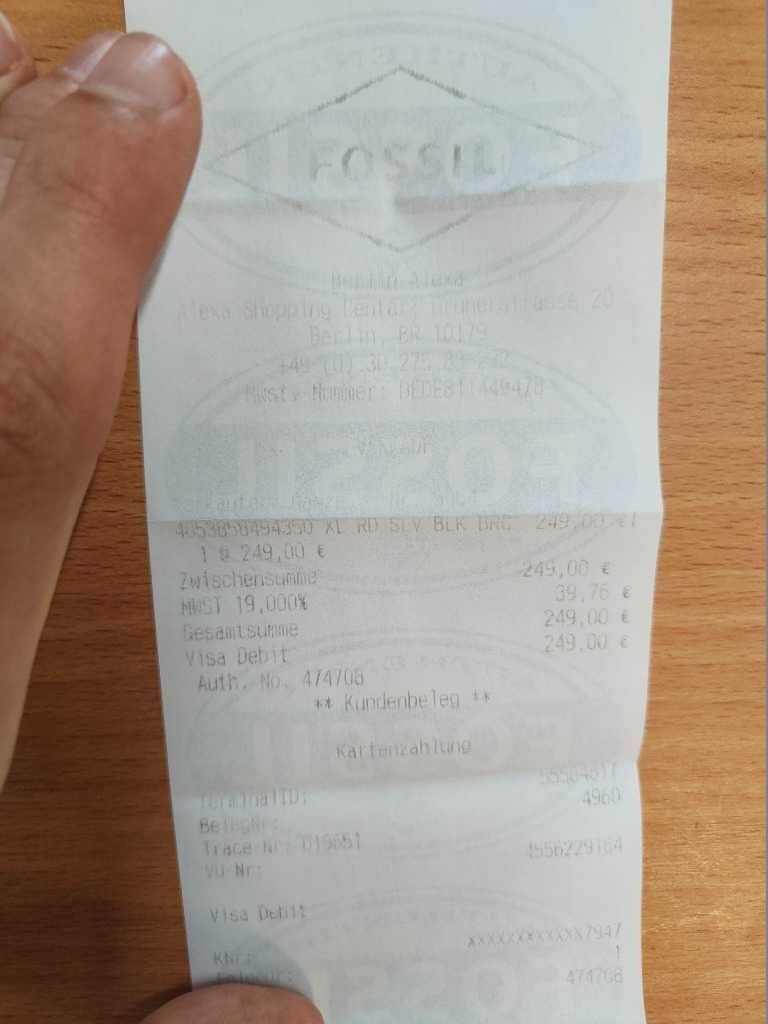 FOSSIL
Berlin Alexa
Alexa Shopping Center, Grunerstrasse 20
Berlin, BR 10179
+49 (0) 30 275 83
Mwst. Nummer: DEDE811449478
VERKAUF
4053858494350 XL RD SLV BLK BRC 249,00 €
1 @ 249,00 €
Zwischensumme 249,00 €
MWST 19,000% 39,76 €
Gesamtsumme 249,00 €
Visa Debit 249,00 €
Auth. No. 474708
** Kundenbeleg **
Kartenzahlung
TerminalID:
BelegNr: 4960
Trace Nr: 019651
VU-Nr: 4556229164
Visa Debit
xxxxxxxxxxxx7947
KNr: 1
474708